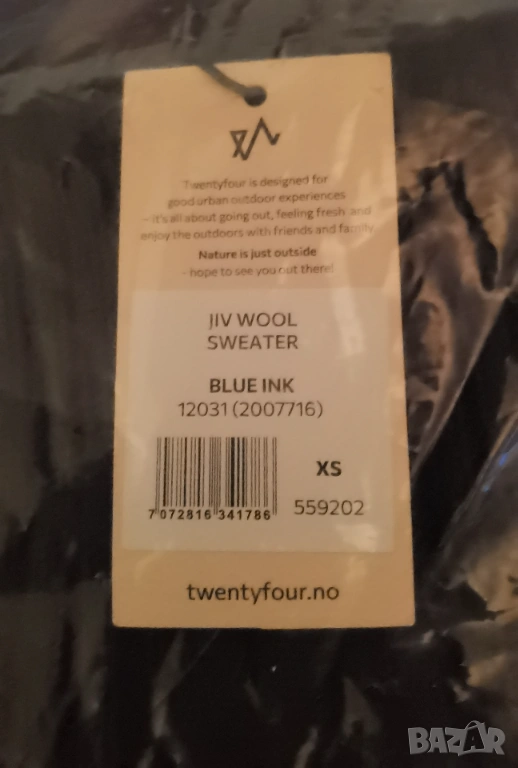 Twentyfour is designed for
good urban outdoor experiences
– it's all about going out, feeling fresh and
enjoy the outdoors with friends and family.
Nature is just outside
– hope to see you out there!
JIV WOOL
SWEATER
BLUE INK
12031 (2007716)
XS
7 072816 341786
559202
twentyfour.no
BAZAR